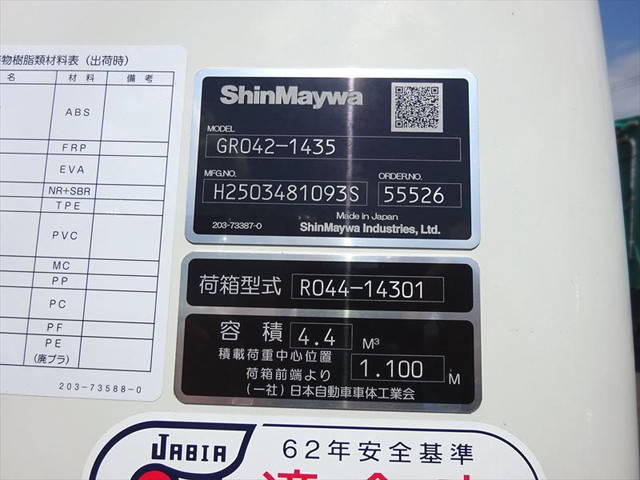 物樹脂類材料表(出荷時)
名 材料 備考
ABS
FRP
EVA
NR+SBR
TPE
PVC
MC
PP
PC
PF
PE
(廃プラ)
203-73588-0
ShinMaywa
MODEL
GR042-1435
MFG.NO. ORDER.NO.
H2503481093S 55526
Made in Japan
203-73387-0 ShinMaywa Industries, Ltd.
荷箱型式 R044-14301
容積 4.4 M³
積載荷重中心位置
荷箱前端より 1.100 M
(一社)日本自動車車体工業会
JABIA 62年安全基準